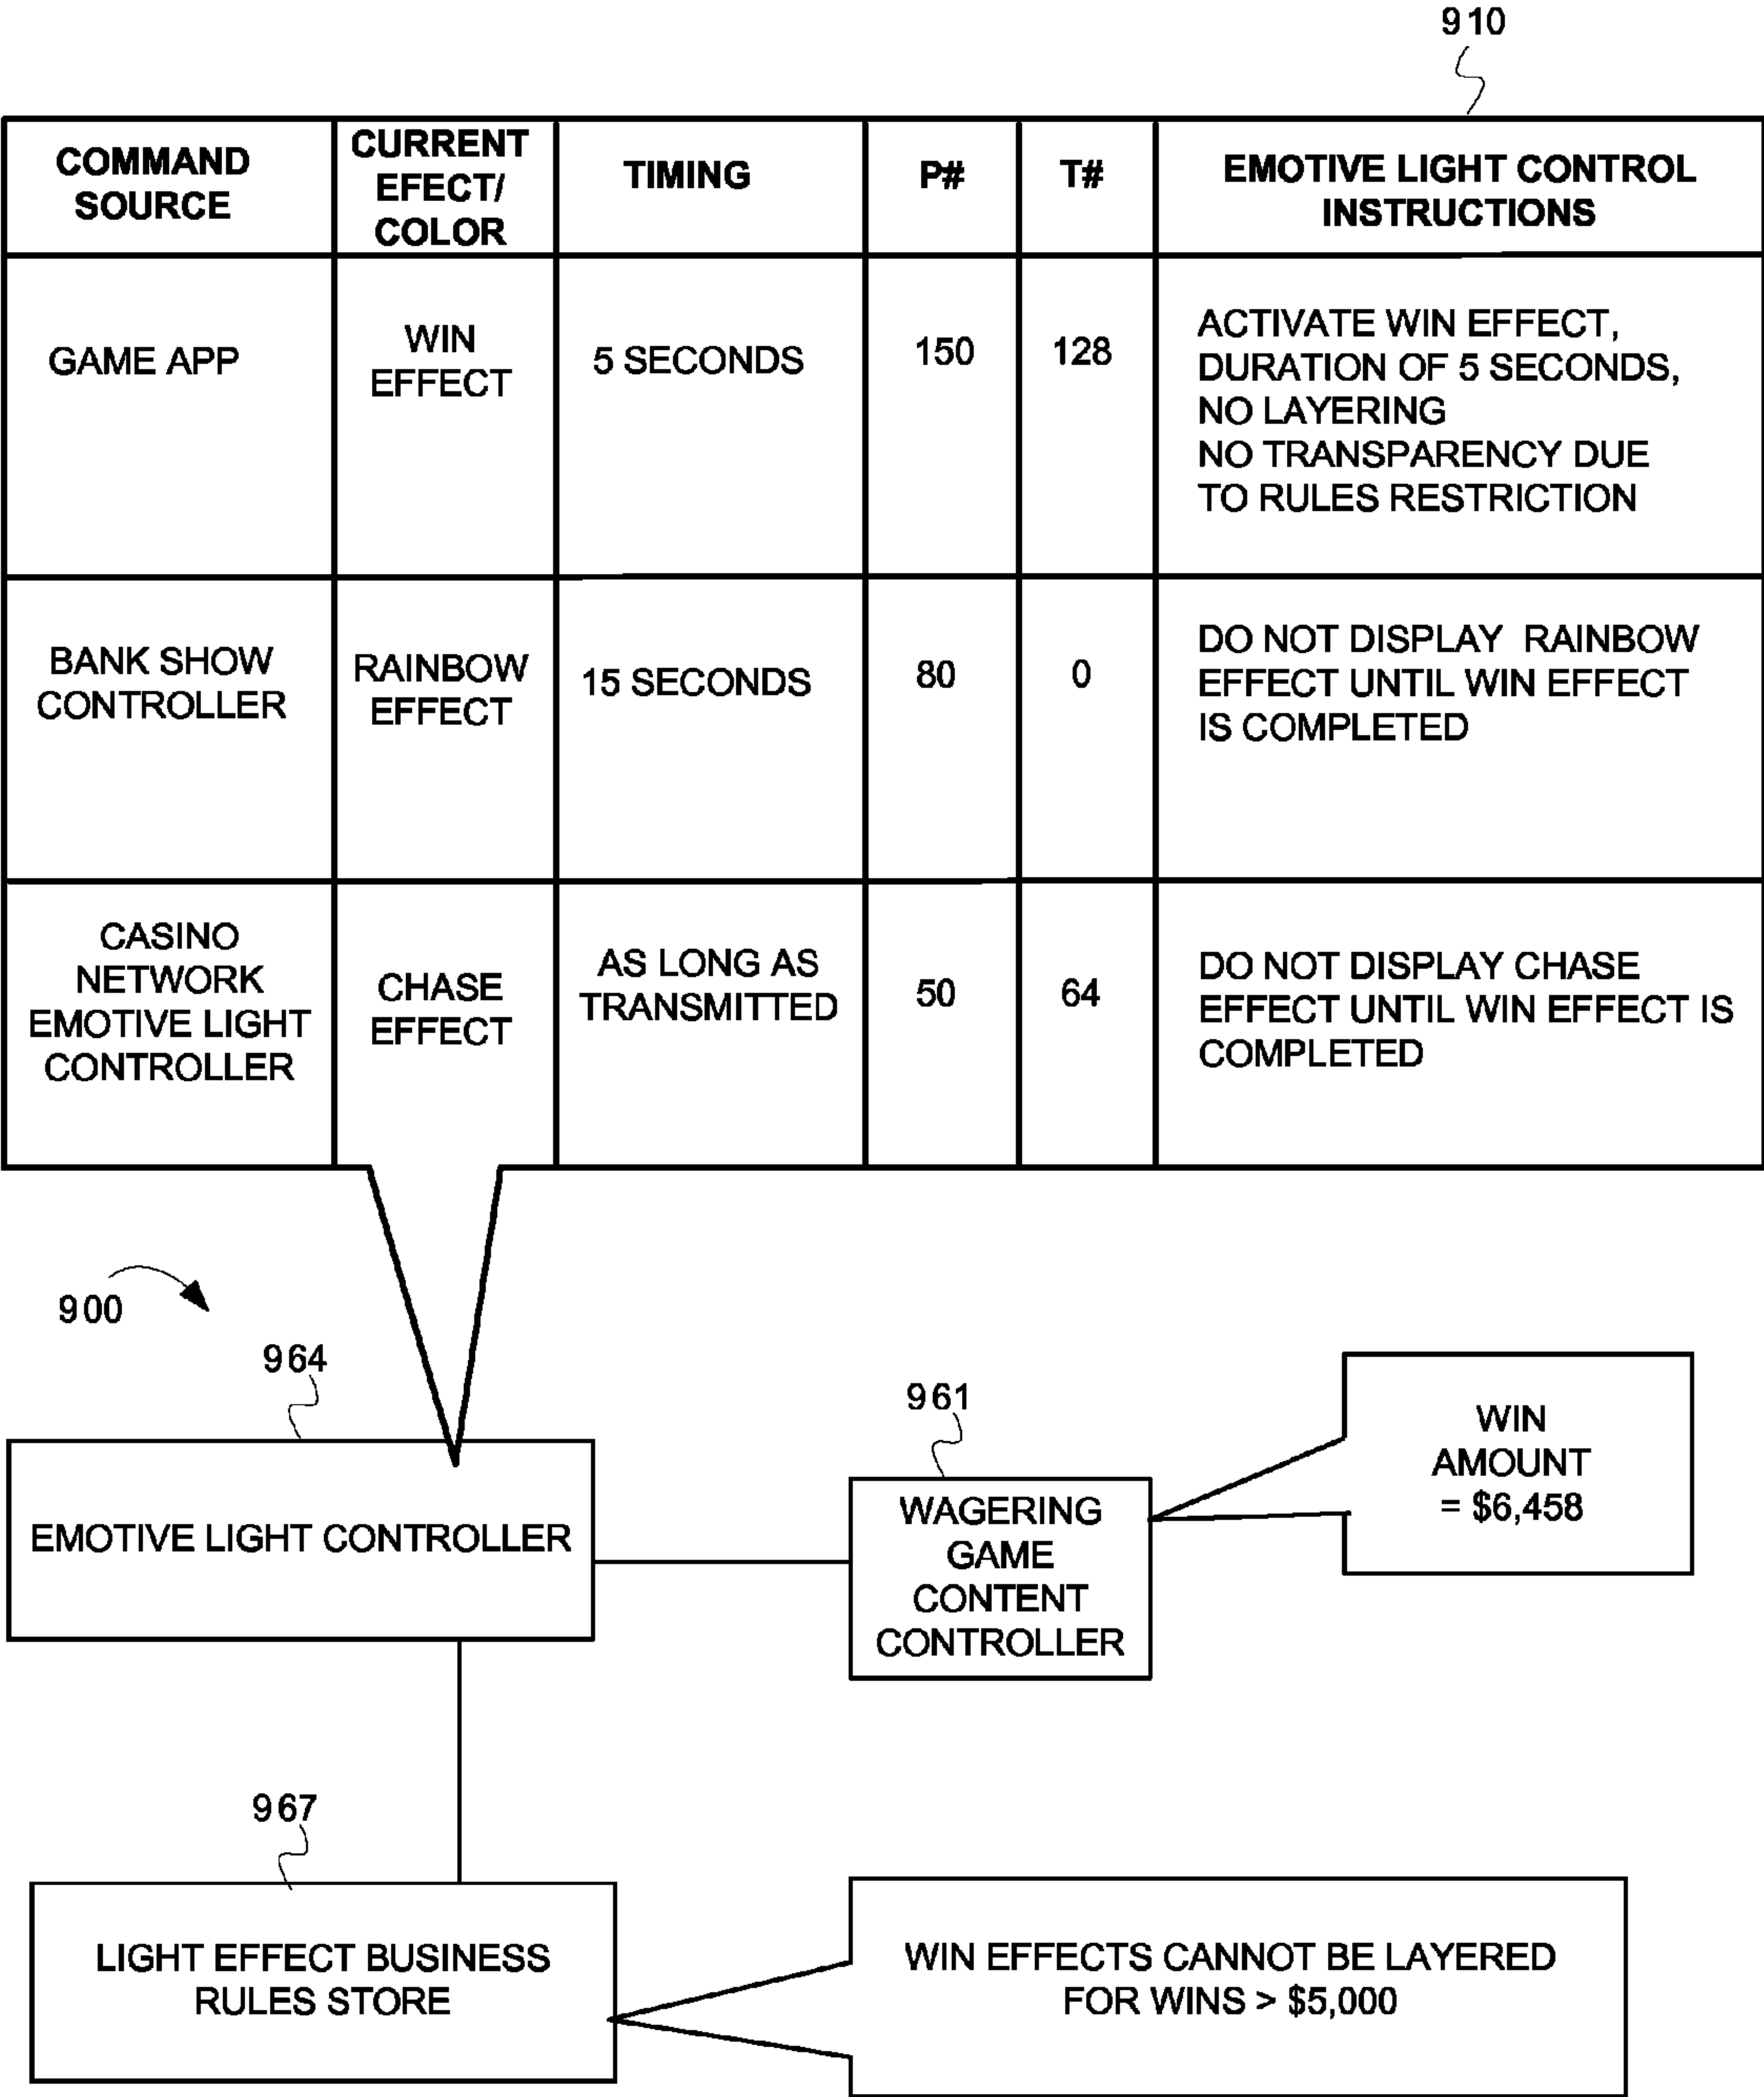 910
COMMAND
SOURCE
CURRENT
EFECT/
COLOR
TIMING
P#
T#
EMOTIVE LIGHT CONTROL
INSTRUCTIONS
GAME APP
WIN
EFFECT
5 SECONDS
150
128
ACTIVATE WIN EFFECT,
DURATION OF 5 SECONDS,
NO LAYERING
NO TRANSPARENCY DUE
TO RULES RESTRICTION
BANK SHOW
CONTROLLER
RAINBOW
EFFECT
15 SECONDS
80
0
DO NOT DISPLAY RAINBOW
EFFECT UNTIL WIN EFFECT
IS COMPLETED
CASINO
NETWORK
EMOTIVE LIGHT
CONTROLLER
CHASE
EFFECT
AS LONG AS
TRANSMITTED
50
64
DO NOT DISPLAY CHASE
EFFECT UNTIL WIN EFFECT IS
COMPLETED
900
964
EMOTIVE LIGHT CONTROLLER
961
WAGERING
GAME
CONTENT
CONTROLLER
WIN
AMOUNT
= $6,458
967
LIGHT EFFECT BUSINESS
RULES STORE
WIN EFFECTS CANNOT BE LAYERED
FOR WINS > $5,000